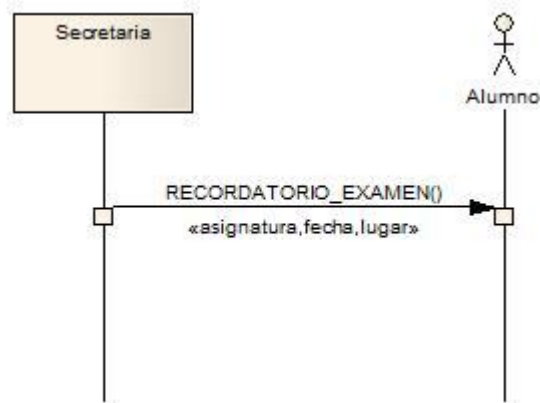 Secretaria
Alumno
RECORDATORIO_EXAMEN()
«asignatura,fecha,lugar»